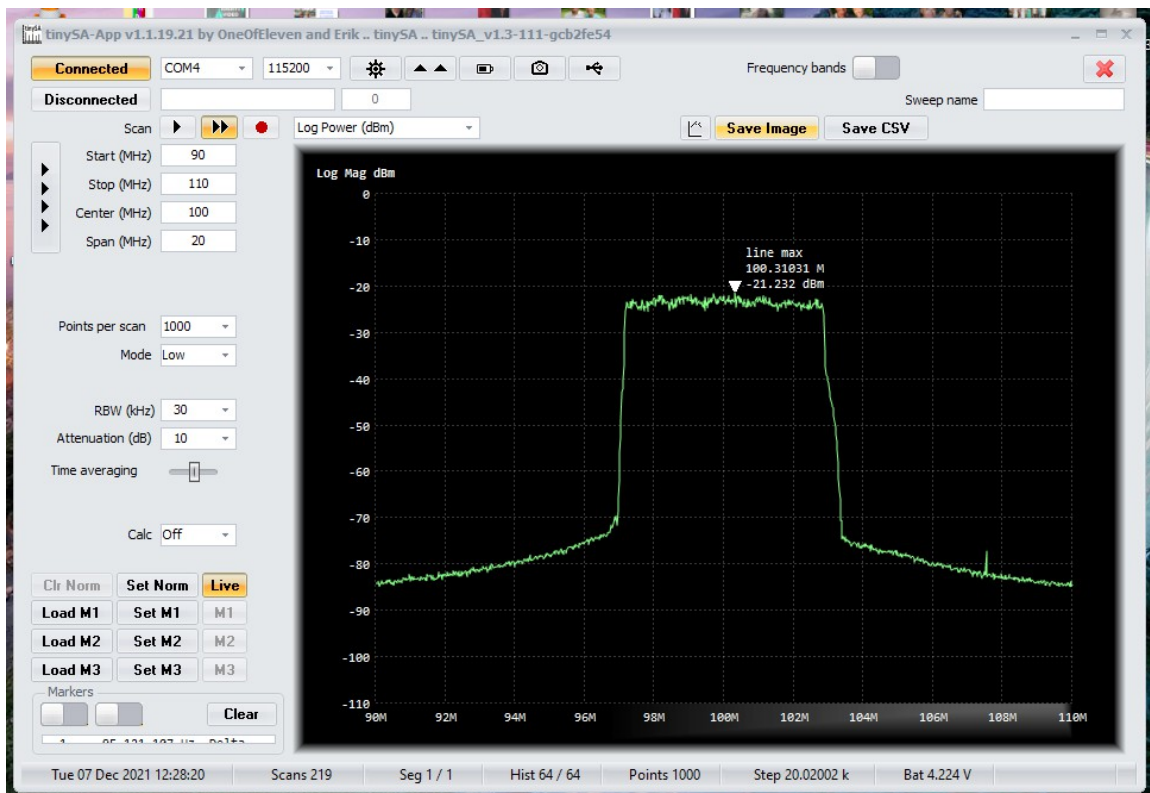 tinySA-App v1.1.19.21 by OneOfEleven and Erik .. tinySA .. tinySA_v1.3-111-gcb2fe54
Connected COM4 115200 Frequency bands
Disconnected 0 Sweep name
Scan Log Power (dBm) Save Image Save CSV
Start (MHz) 90
Stop (MHz) 110
Center (MHz) 100
Span (MHz) 20
Points per scan 1000
Mode Low
RBW (kHz) 30
Attenuation (dB) 10
Time averaging
Calc Off
Clr Norm Set Norm Live
Load M1 Set M1 M1
Load M2 Set M2 M2
Load M3 Set M3 M3
Markers
Clear
Log Mag dBm
0
-10
line max
100.31031 M
-21.232 dBm
-20
-30
-40
-50
-60
-70
-80
-90
-100
-110
90M 92M 94M 96M 98M 100M 102M 104M 106M 108M 110M
Tue 07 Dec 2021 12:28:20 Scans 219 Seg 1 / 1 Hist 64 / 64 Points 1000 Step 20.02002 k Bat 4.224 V